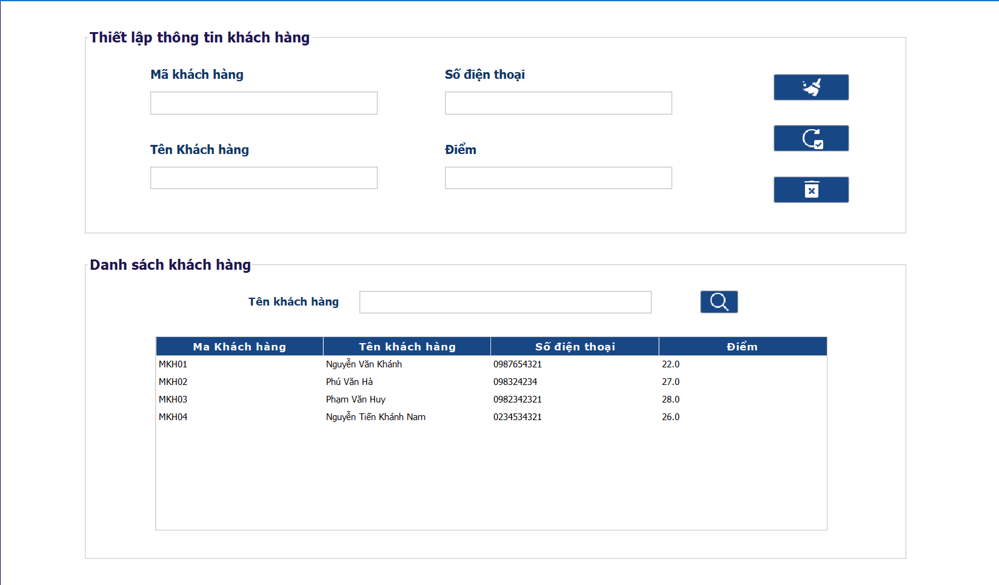 Thiết lập thông tin khách hàng
Mã khách hàng Số điện thoại
Tên Khách hàng Điểm
Danh sách khách hàng
Tên khách hàng
Ma Khách hàng Tên khách hàng Số điện thoại Điểm
MKH01 Nguyễn Văn Khánh 0987654321 22.0
MKH02 Phú Văn Hà 098324234 27.0
MKH03 Phạm Văn Huy 0982342321 28.0
MKH04 Nguyễn Tiến Khánh Nam 0234534321 26.0